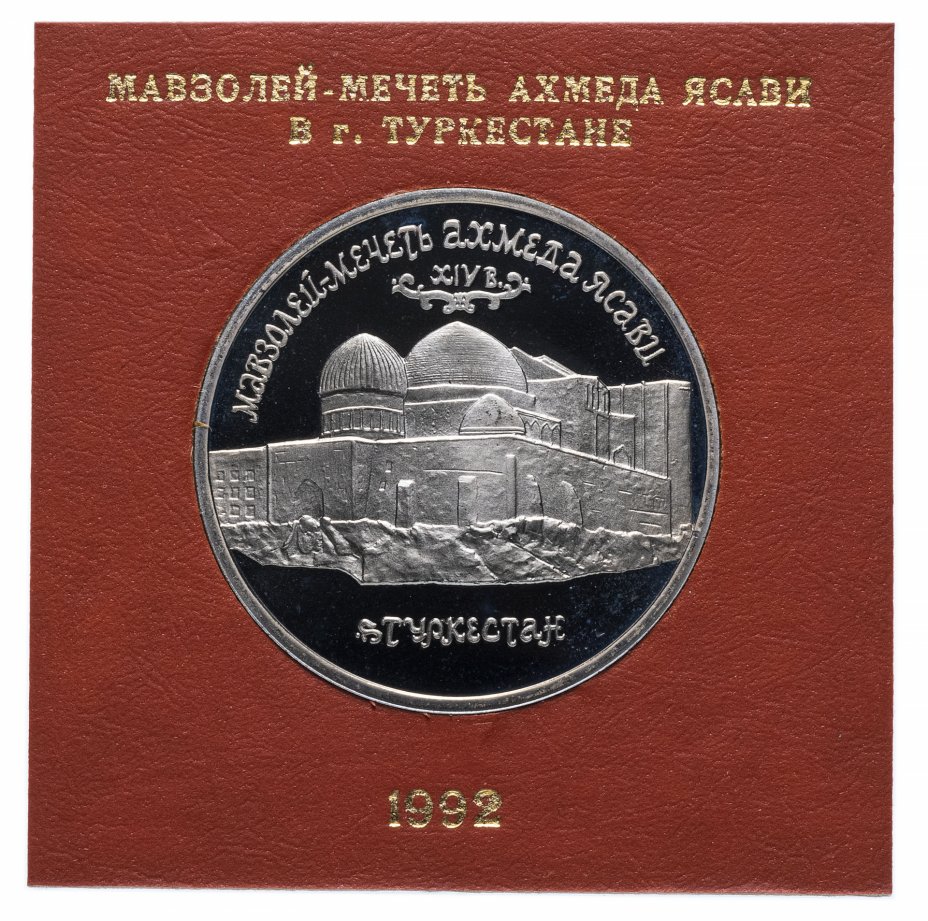 МАВЗОЛЕЙ-МЕЧЕТЬ АХМЕДА ЯСАВИ
В г. ТУРКЕСТАНЕ
МАВЗОЛЕЙ-МЕЧЕТЬ АХМЕДА ЯСАВИ
XIV В.
г.ТУРКЕСТАН
1992